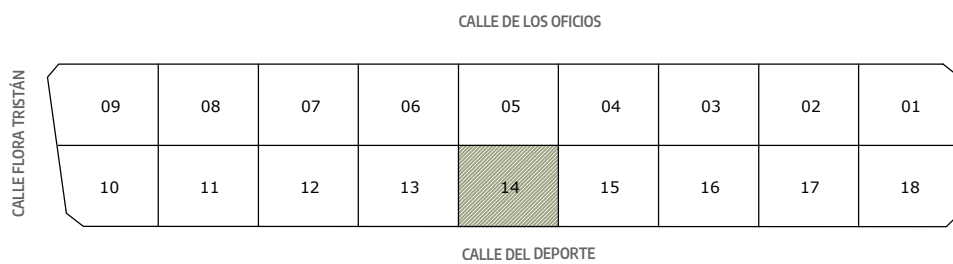 CALLE DE LOS OFICIOS
CALLE FLORA TRISTÁN
09 08 07 06 05 04 03 02 01
10 11 12 13 14 15 16 17 18
CALLE DEL DEPORTE